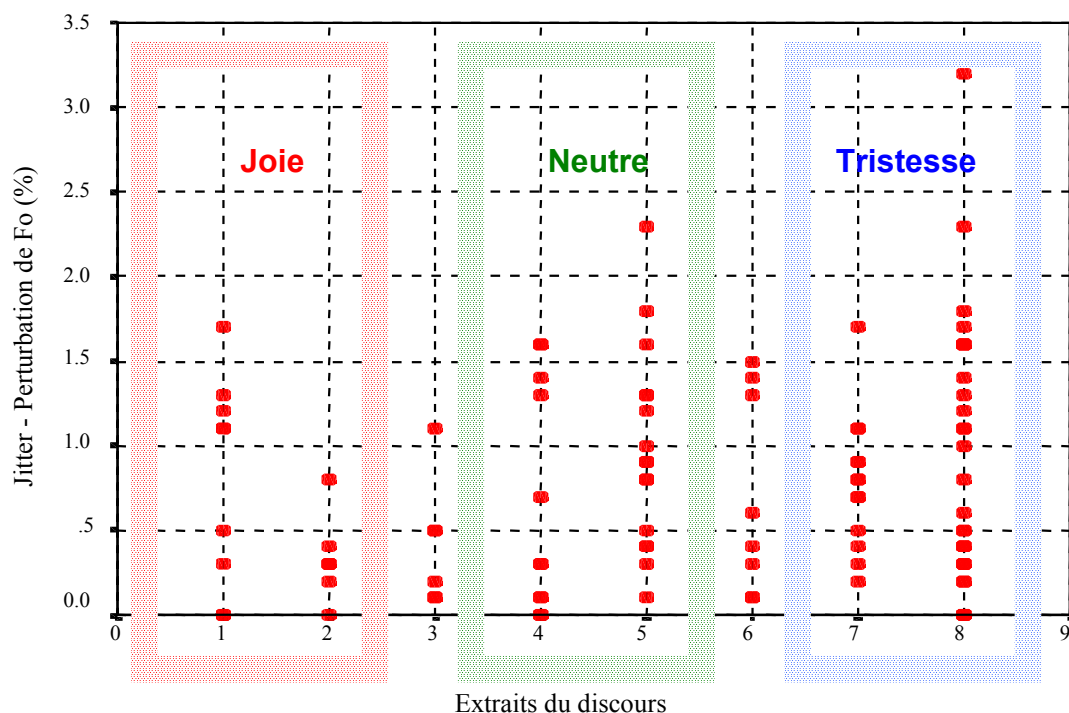 Jitter - Perturbation de Fo (%)
3.5
3.0
2.5
2.0
1.5
1.0
.5
0.0
Joie
Neutre
Tristesse
0 1 2 3 4 5 6 7 8 9
Extraits du discours